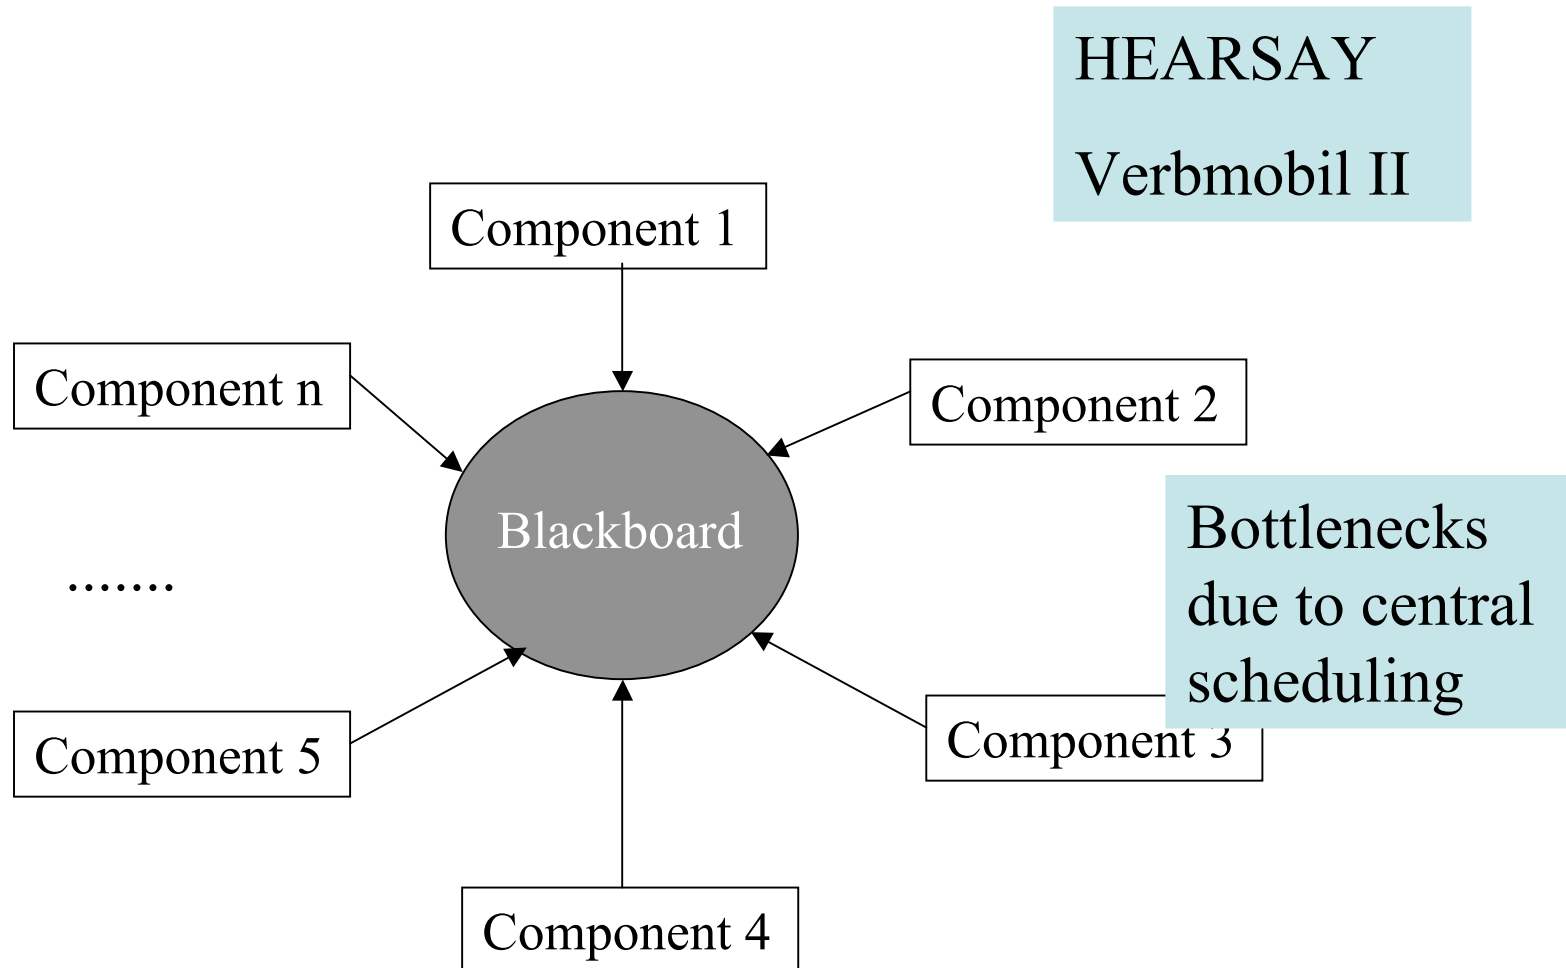 HEARSAY
Verbmobil II
Component 1
Component n
Component 2
Blackboard
Bottlenecks
due to central
scheduling
.......
Component 3
Component 5
Component 4